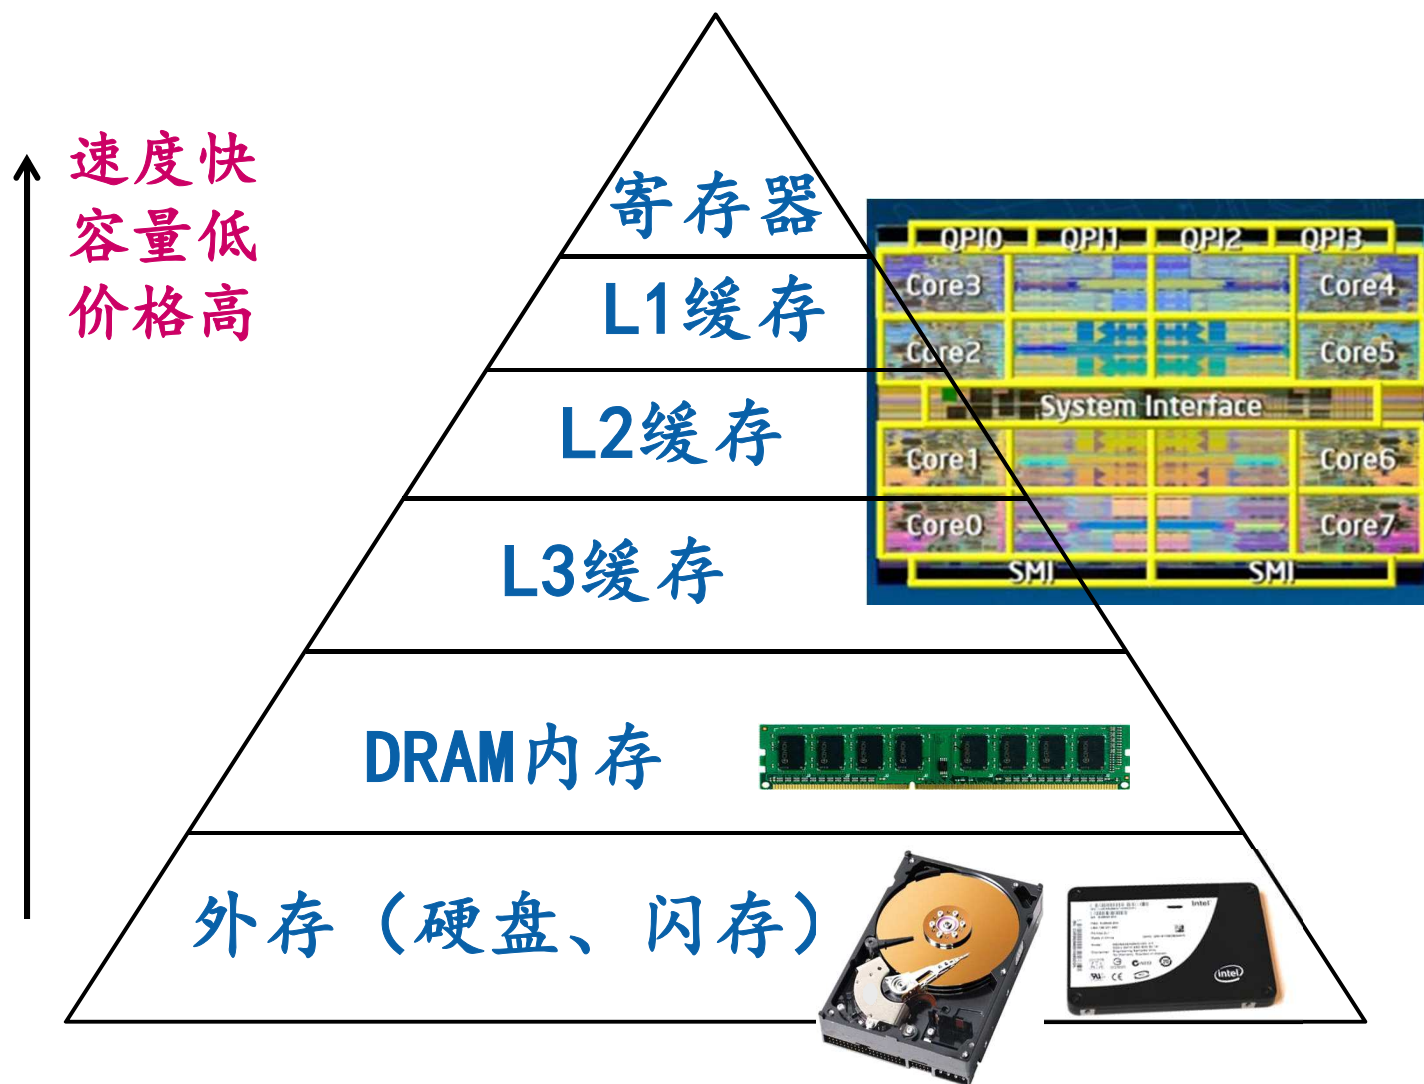 速度快
容量低
价格高
寄存器
L1缓存
L2缓存
L3缓存
DRAM内存
外存（硬盘、闪存）
QPI0 QPI1 QPI2 QPI3
Core3 Core4
Core2 Core5
System Interface
Core1 Core6
Core0 Core7
SMI SMI
intel
intel